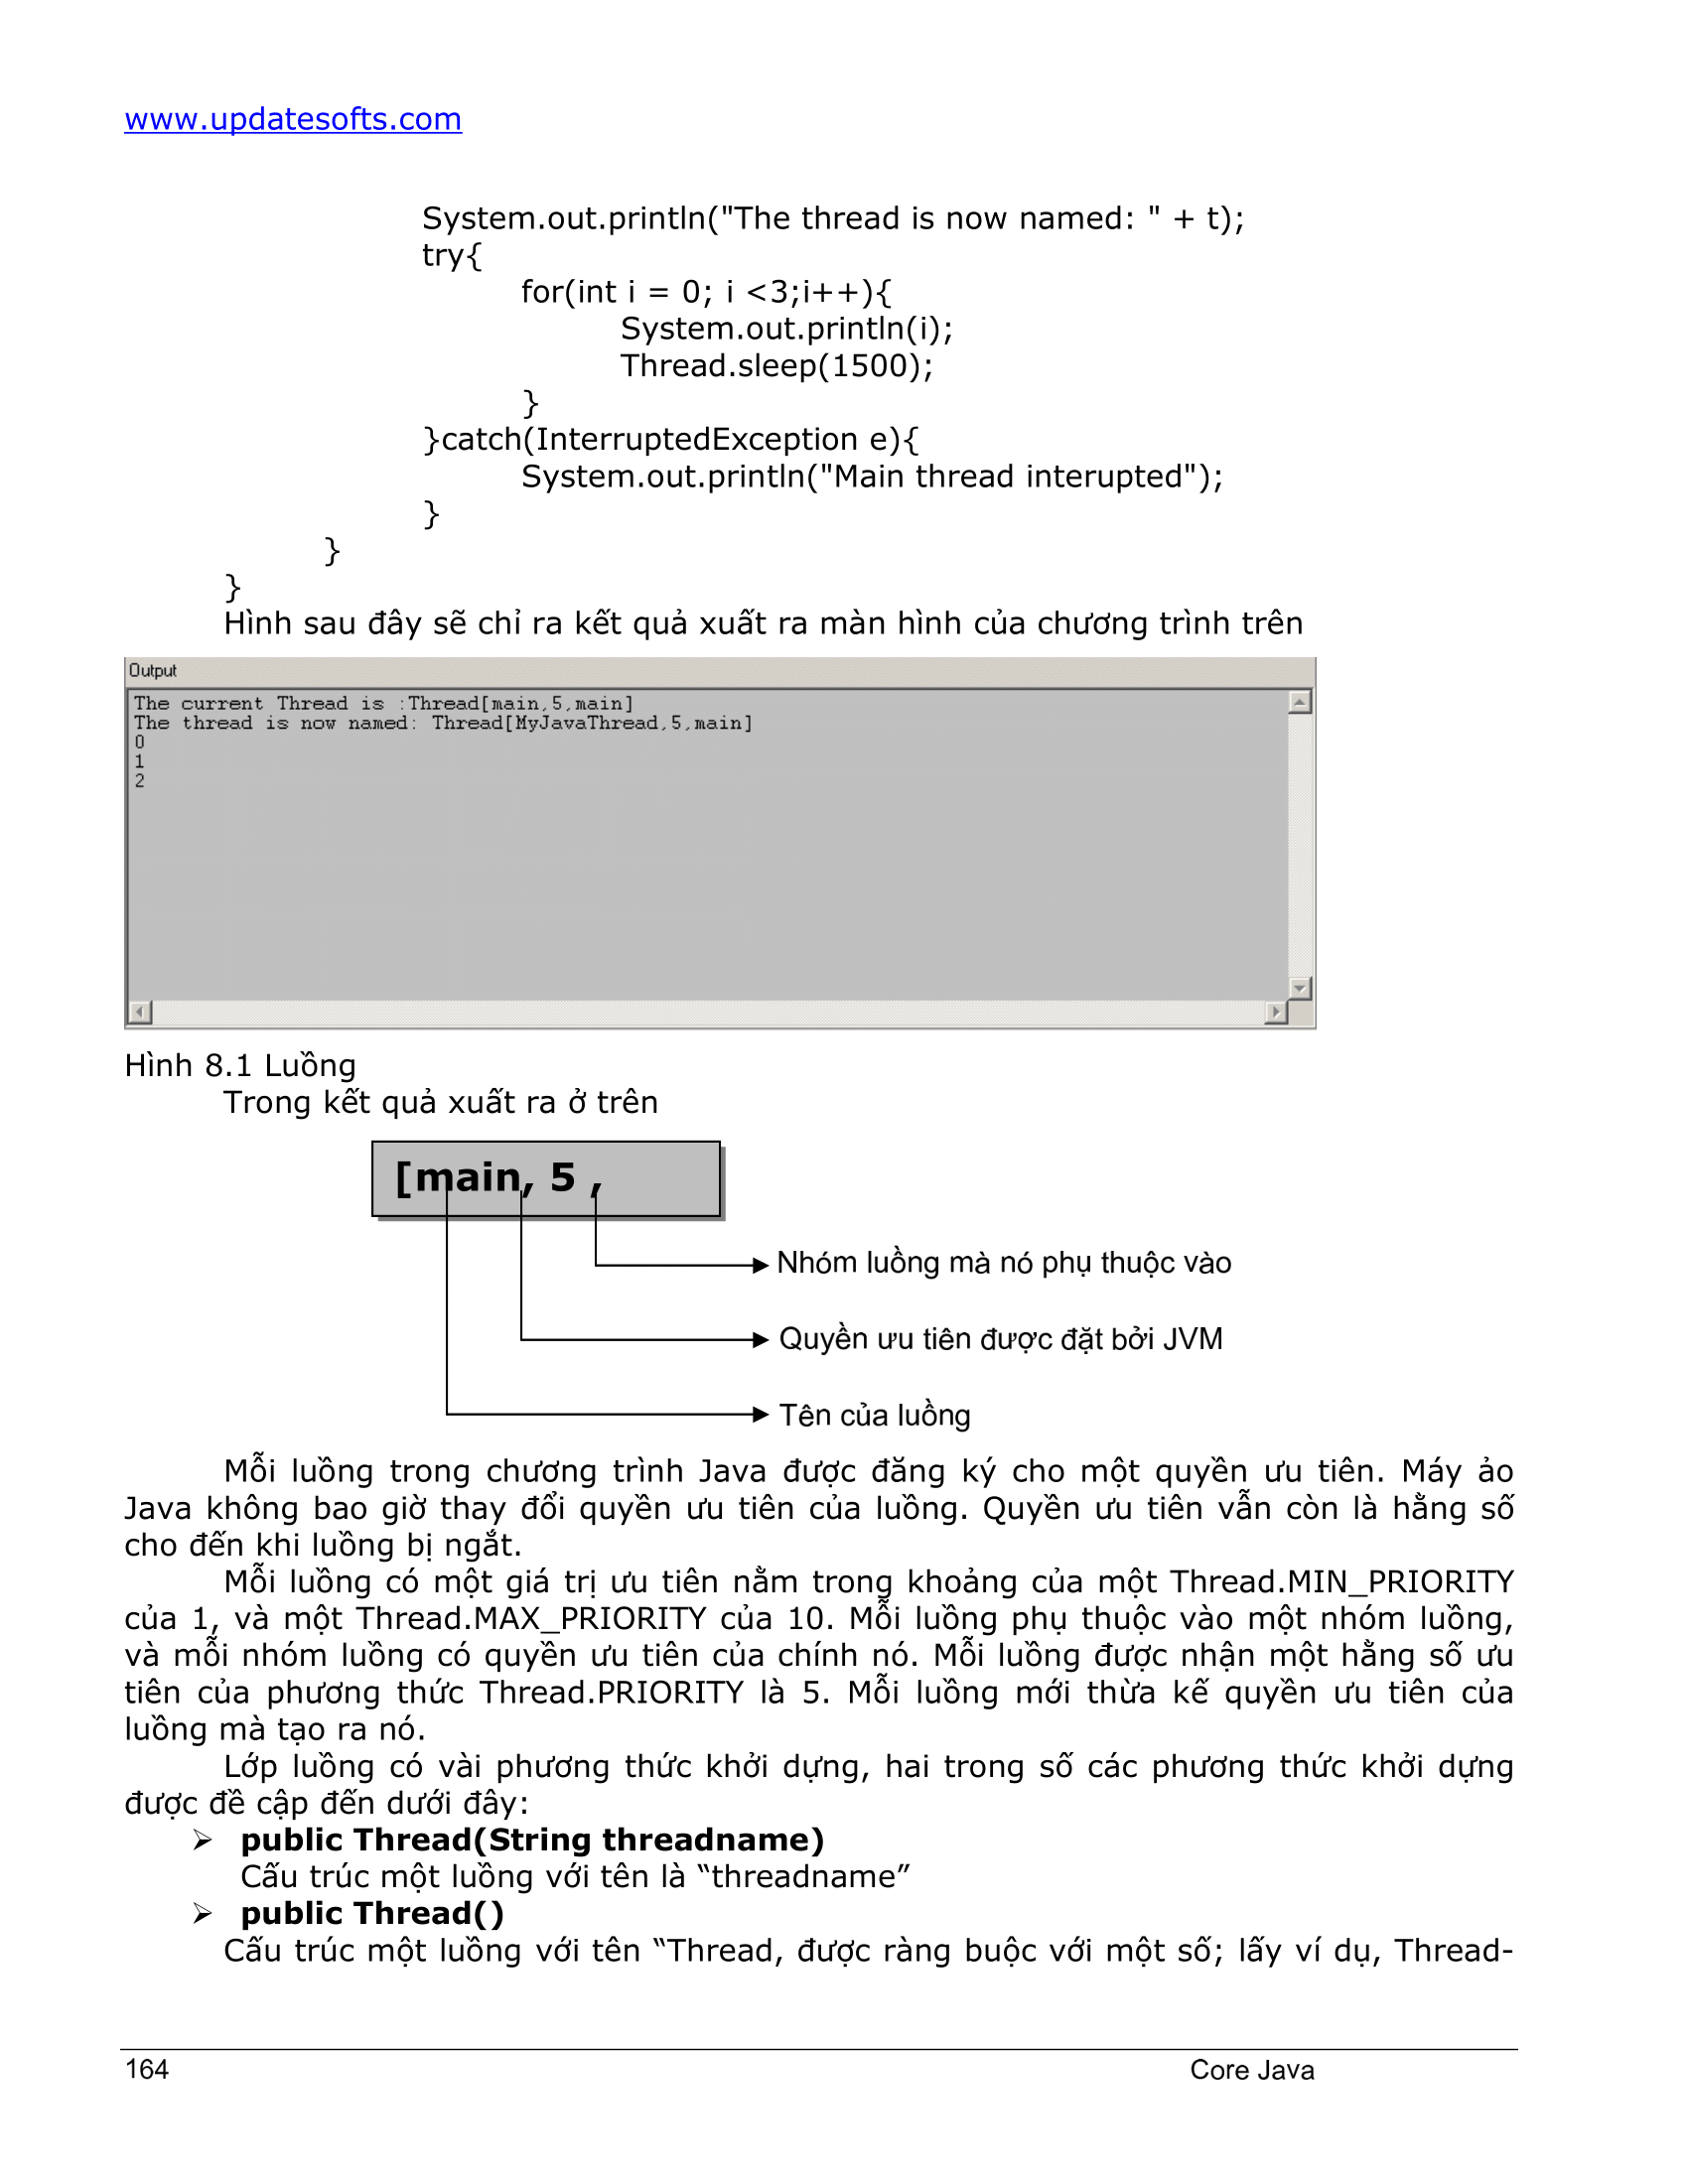 www.updatesofts.com
System.out.println("The thread is now named: " + t);
try{
for(int i = 0; i <3;i++){
System.out.println(i);
Thread.sleep(1500);
}
}catch(InterruptedException e){
System.out.println("Main thread interupted");
}
}
}
Hình sau đây sẽ chỉ ra kết quả xuất ra màn hình của chương trình trên
Output
The current Thread is :Thread[main,5,main]
The thread is now named: Thread[MyJavaThread,5,main]
0
1
2
Hình 8.1 Luồng
Trong kết quả xuất ra ở trên
[main, 5 ,
Nhóm luồng mà nó phụ thuộc vào
Quyền ưu tiên được đặt bởi JVM
Tên của luồng
Mỗi luồng trong chương trình Java được đăng ký cho một quyền ưu tiên. Máy ảo
Java không bao giờ thay đổi quyền ưu tiên của luồng. Quyền ưu tiên vẫn còn là hằng số
cho đến khi luồng bị ngắt.
Mỗi luồng có một giá trị ưu tiên nằm trong khoảng của một Thread.MIN_PRIORITY
của 1, và một Thread.MAX_PRIORITY của 10. Mỗi luồng phụ thuộc vào một nhóm luồng,
và mỗi nhóm luồng có quyền ưu tiên của chính nó. Mỗi luồng được nhận một hằng số ưu
tiên của phương thức Thread.PRIORITY là 5. Mỗi luồng mới thừa kế quyền ưu tiên của
luồng mà tạo ra nó.
Lớp luồng có vài phương thức khởi dựng, hai trong số các phương thức khởi dựng
được đề cập đến dưới đây:
➢ public Thread(String threadname)
Cấu trúc một luồng với tên là “threadname”
➢ public Thread()
Cấu trúc một luồng với tên “Thread, được ràng buộc với một số; lấy ví dụ, Thread-
164 Core Java